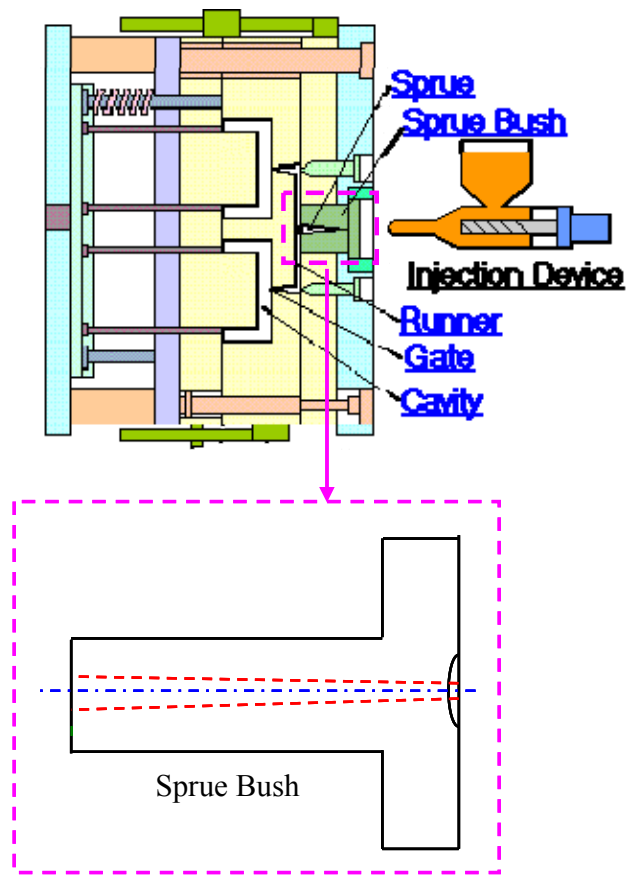 Sprue
Sprue Bush
Injection Device
Runner
Gate
Cavity
Sprue Bush